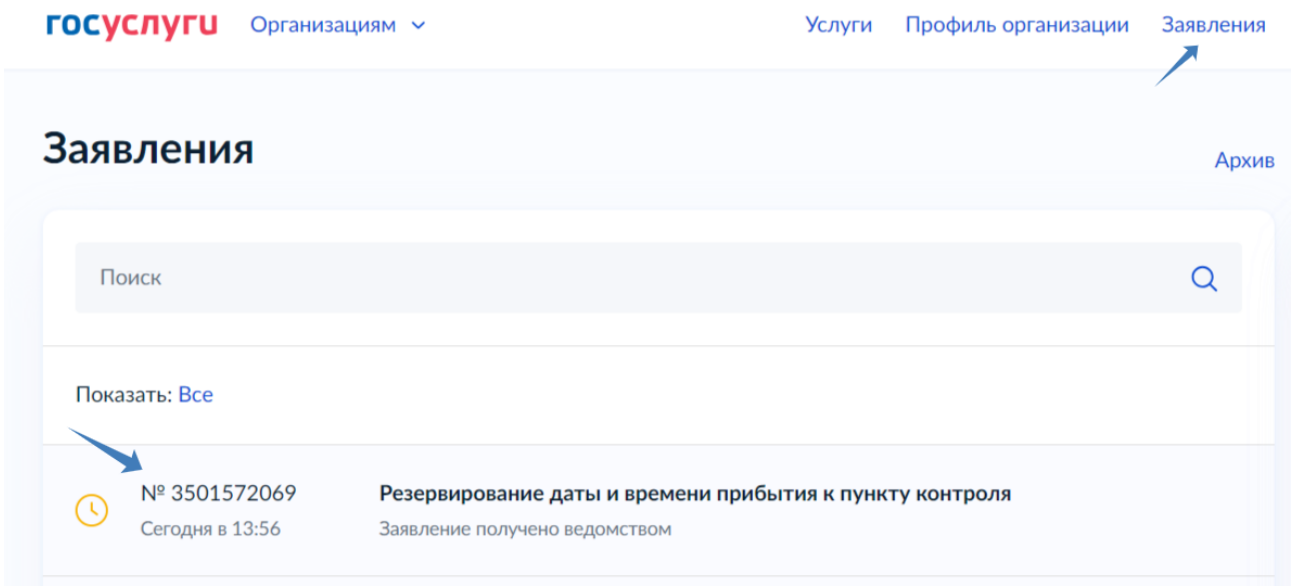 госуслуги Организациям Услуги Профиль организации Заявления
Заявления
Архив
Поиск
Показать: Все
№ 3501572069 Резервирование даты и времени прибытия к пункту контроля
Сегодня в 13:56 Заявление получено ведомством